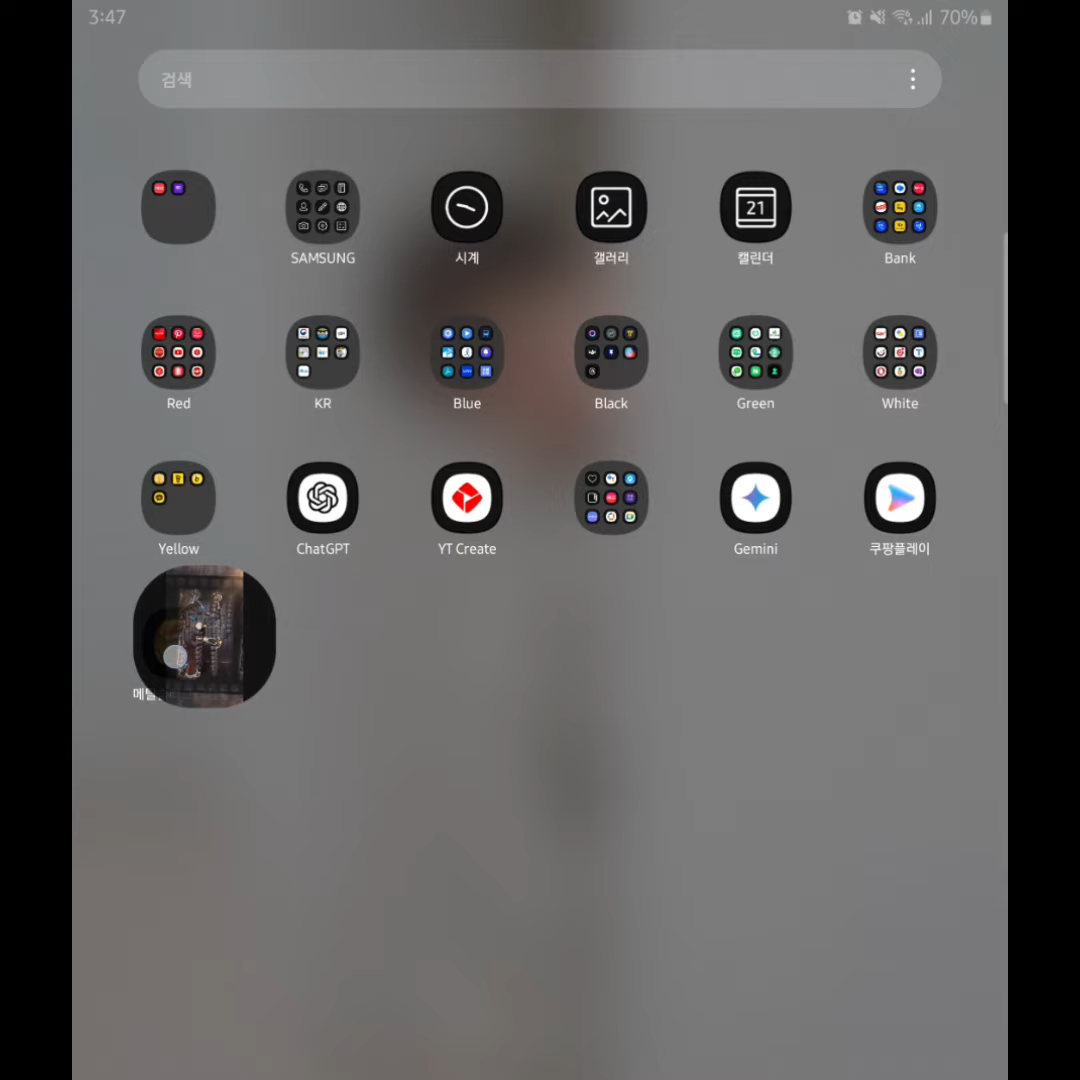 3:47
70%
검색
21
SAMSUNG
시계
갤러리
캘린더
Bank
Red
KR
Blue
Black
Green
White
Yellow
ChatGPT
YT Create
Gemini
쿠팡플레이